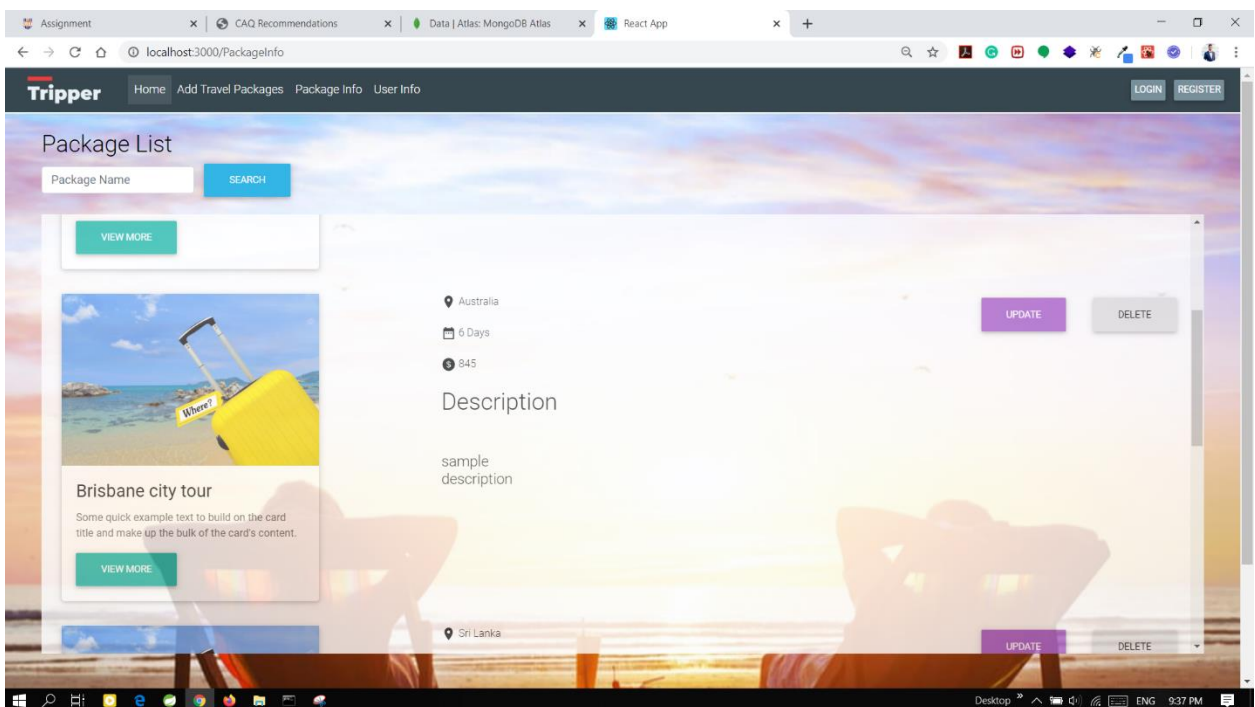 Assignment
CAQ Recommendations
Data | Atlas: MongoDB Atlas
React App
localhost:3000/PackageInfo
Tripper
Home Add Travel Packages Package Info User Info
LOGIN REGISTER
Package List
Package Name
SEARCH
VIEW MORE
Where?
Brisbane city tour
Some quick example text to build on the card
title and make up the bulk of the card's content.
VIEW MORE
Australia
6 Days
845
Description
sample
description
UPDATE DELETE
Sri Lanka
UPDATE DELETE
Desktop ENG 9:37 PM